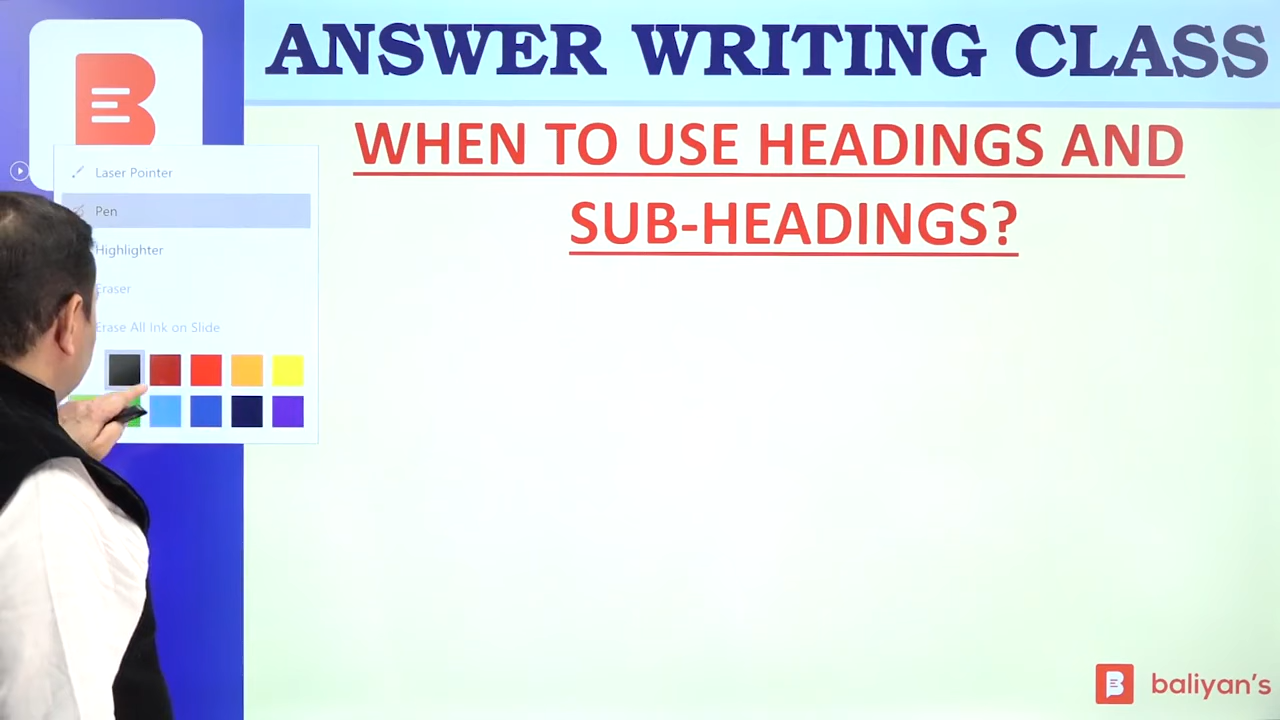 ANSWER WRITING CLASS
WHEN TO USE HEADINGS AND
SUB-HEADINGS?
Laser Pointer
Pen
Highlighter
Eraser
Erase All Ink on Slide
baliyan's